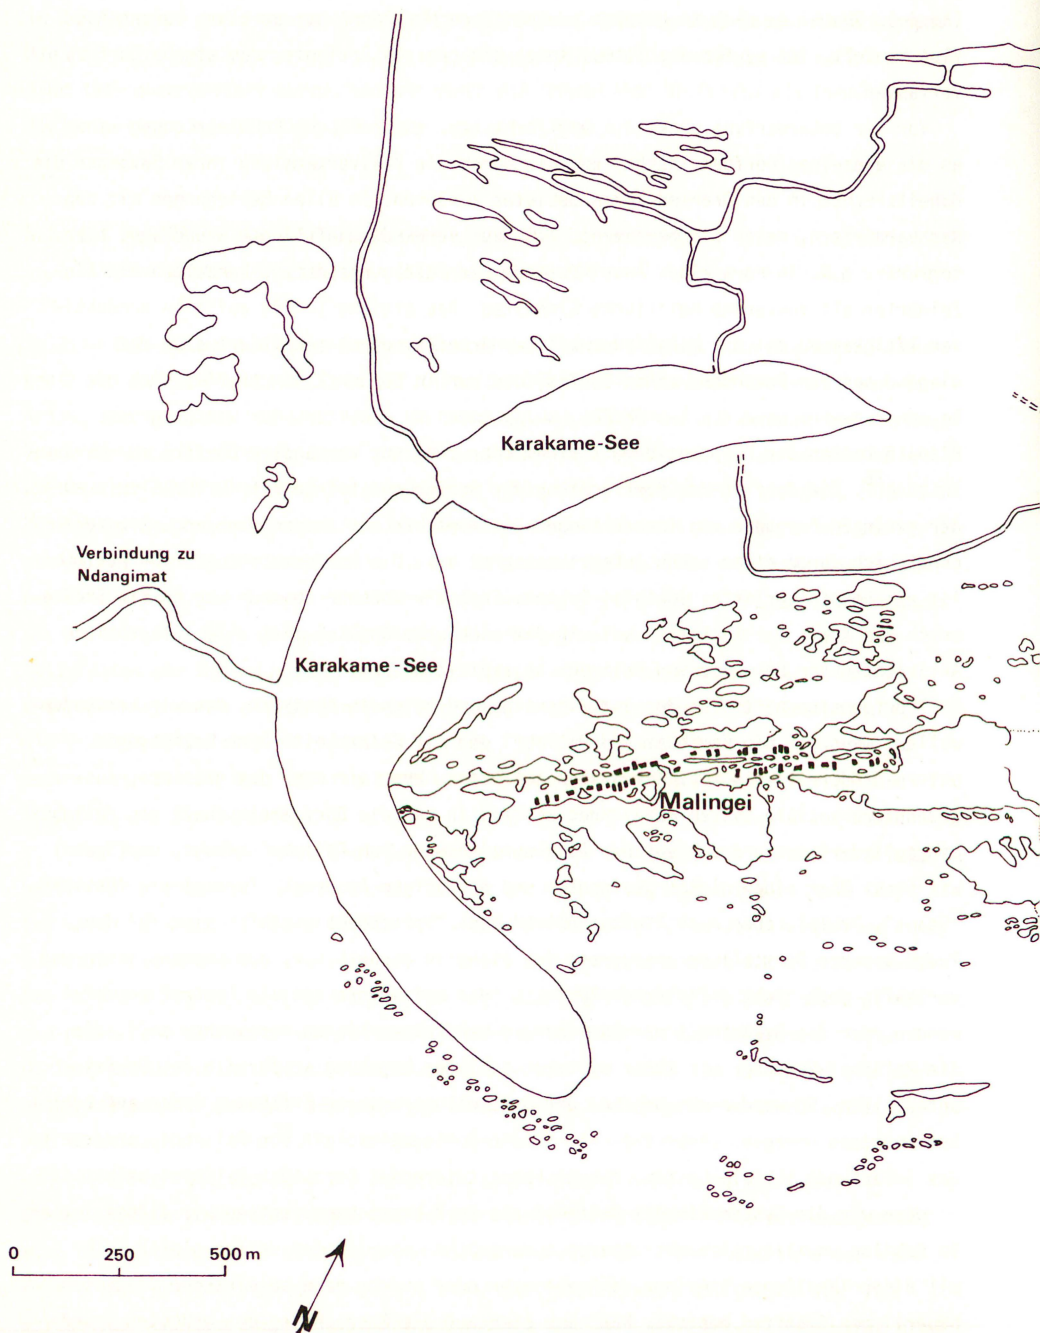 Karakame-See
Verbindung zu
Ndangimat
Karakame-See
Malingei
0 250 500 m
N